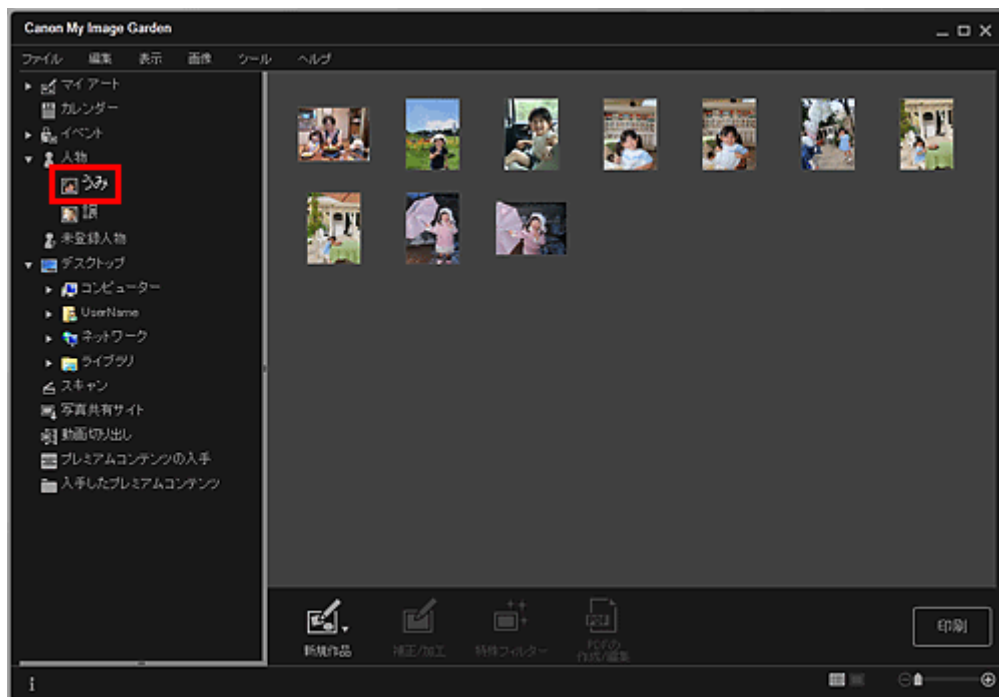 Canon My Image Garden
ファイル 編集 表示 画像 ツール ヘルプ
マイ アート
カレンダー
イベント
人物
うみ
譲
未登録人物
デスクトップ
コンピューター
UserName
ネットワーク
ライブラリ
スキャン
写真共有サイト
動画切り出し
プレミアムコンテンツの入手
入手したプレミアムコンテンツ
新規作品
補正/加工
特殊フィルター
PDF
PDFの
作成/編集
印刷